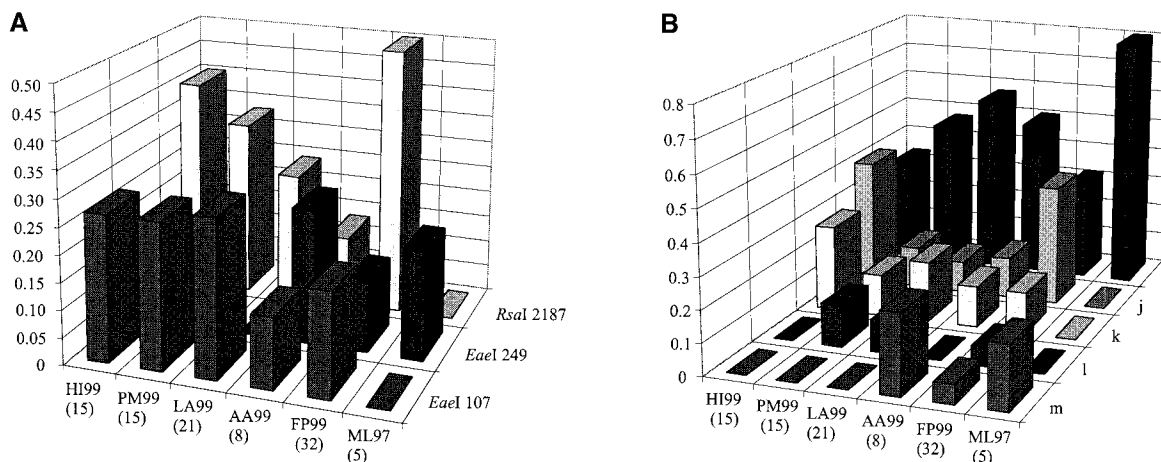 A
0.50
0.45
0.40
0.35
0.30
0.25
0.20
0.15
0.10
0.05
0
HI99
(15)
PM99
(15)
LA99
(21)
AA99
(8)
FP99
(32)
ML97
(5)
RsaI 2187
EaeI 249
EaeI 107
B
0.8
0.7
0.6
0.5
0.4
0.3
0.2
0.1
0
HI99
(15)
PM99
(15)
LA99
(21)
AA99
(8)
FP99
(32)
ML97
(5)
j
k
l
m